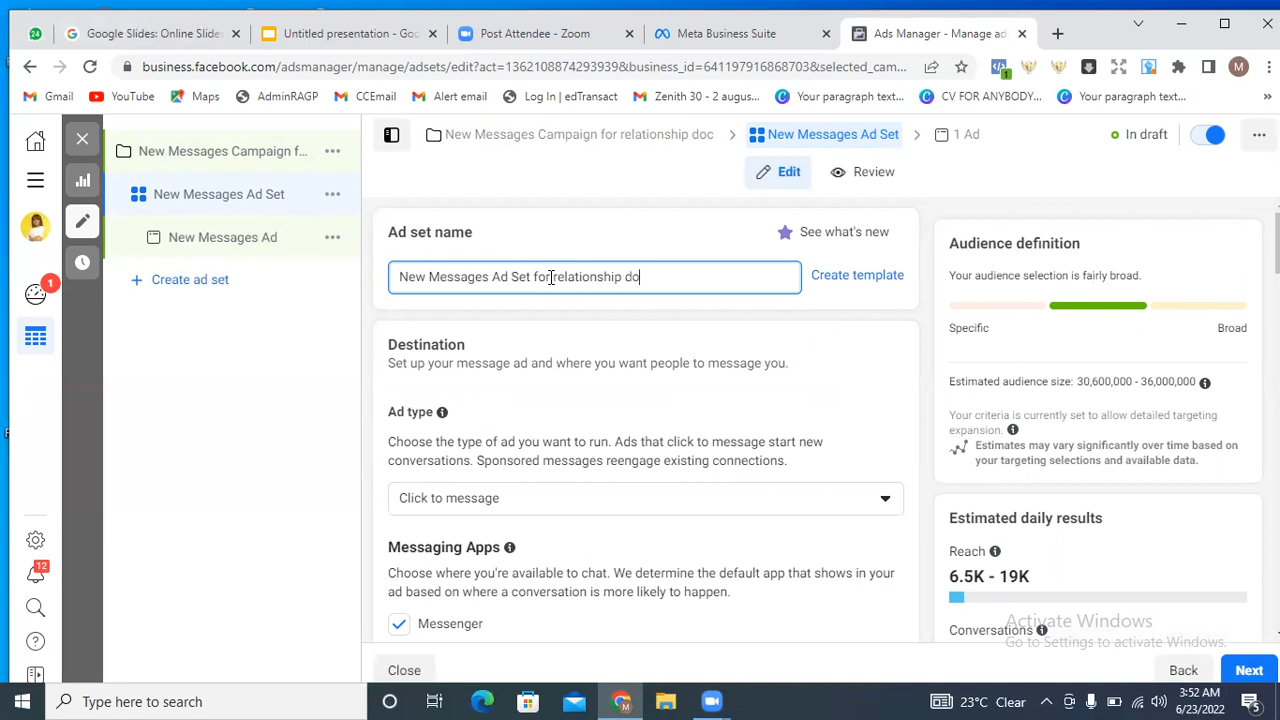 Google Slides: Online Slide
Untitled presentation - Goo
Post Attendee - Zoom
Meta Business Suite
Ads Manager - Manage ad
business.facebook.com/adsmanager/manage/adsets/edit?act=1362108874293939&business_id=641197916868703&selected_cam...
M
Gmail
YouTube
Maps
AdminRAGP
CCEmail
Alert email
Log In | edTransact
Zenith 30 - 2 augus...
Your paragraph text...
CV FOR ANYBODY...
Your paragraph text...
»
New Messages Campaign f...
New Messages Ad Set
New Messages Ad
+ Create ad set
1
12
New Messages Campaign for relationship doc
New Messages Ad Set
1 Ad
In draft
Edit
Review
Ad set name
See what's new
New Messages Ad Set for relationship do
Create template
Destination
Set up your message ad and where you want people to message you.
Ad type
Choose the type of ad you want to run. Ads that click to message start new
conversations. Sponsored messages reengage existing connections.
Click to message
Messaging Apps
Choose where you're available to chat. We determine the default app that shows in your
ad based on where a conversation is more likely to happen.
Messenger
Close
Back
Next
Audience definition
Your audience selection is fairly broad.
Specific
Broad
Estimated audience size: 30,600,000 - 36,000,000
Your criteria is currently set to allow detailed targeting
expansion.
Estimates may vary significantly over time based on
your targeting selections and available data.
Estimated daily results
Reach
6.5K - 19K
Conversations
Activate Windows
Go to Settings to activate Windows.
Type here to search
23°C Clear
3:52 AM
6/23/2022
5